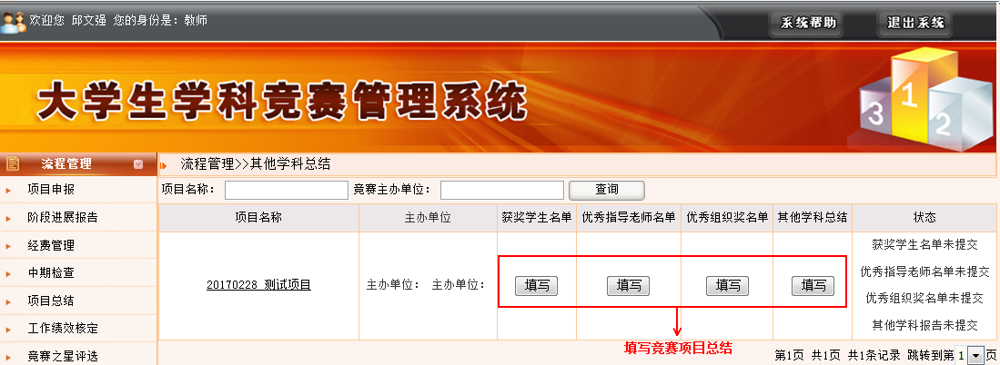 欢迎您 邱文强 您的身份是：教师
系统帮助 退出系统
大学生学科竞赛管理系统
3 1 2
流程管理
流程管理>>其他学科总结
项目申报
项目名称： 竞赛主办单位： 查询
阶段进展报告
项目名称 主办单位 获奖学生名单 优秀指导老师名单 优秀组织奖名单 其他学科总结 状态
经费管理
中期检查
项目总结
工作绩效核定
竞赛之星评选
20170228 测试项目 主办单位： 主办单位： 填写 填写 填写 填写
获奖学生名单未提交
优秀指导老师名单未提交
优秀组织奖名单未提交
其他学科报告未提交
填写竞赛项目总结
第1页 共1页 共1条记录 跳转到第 1 页